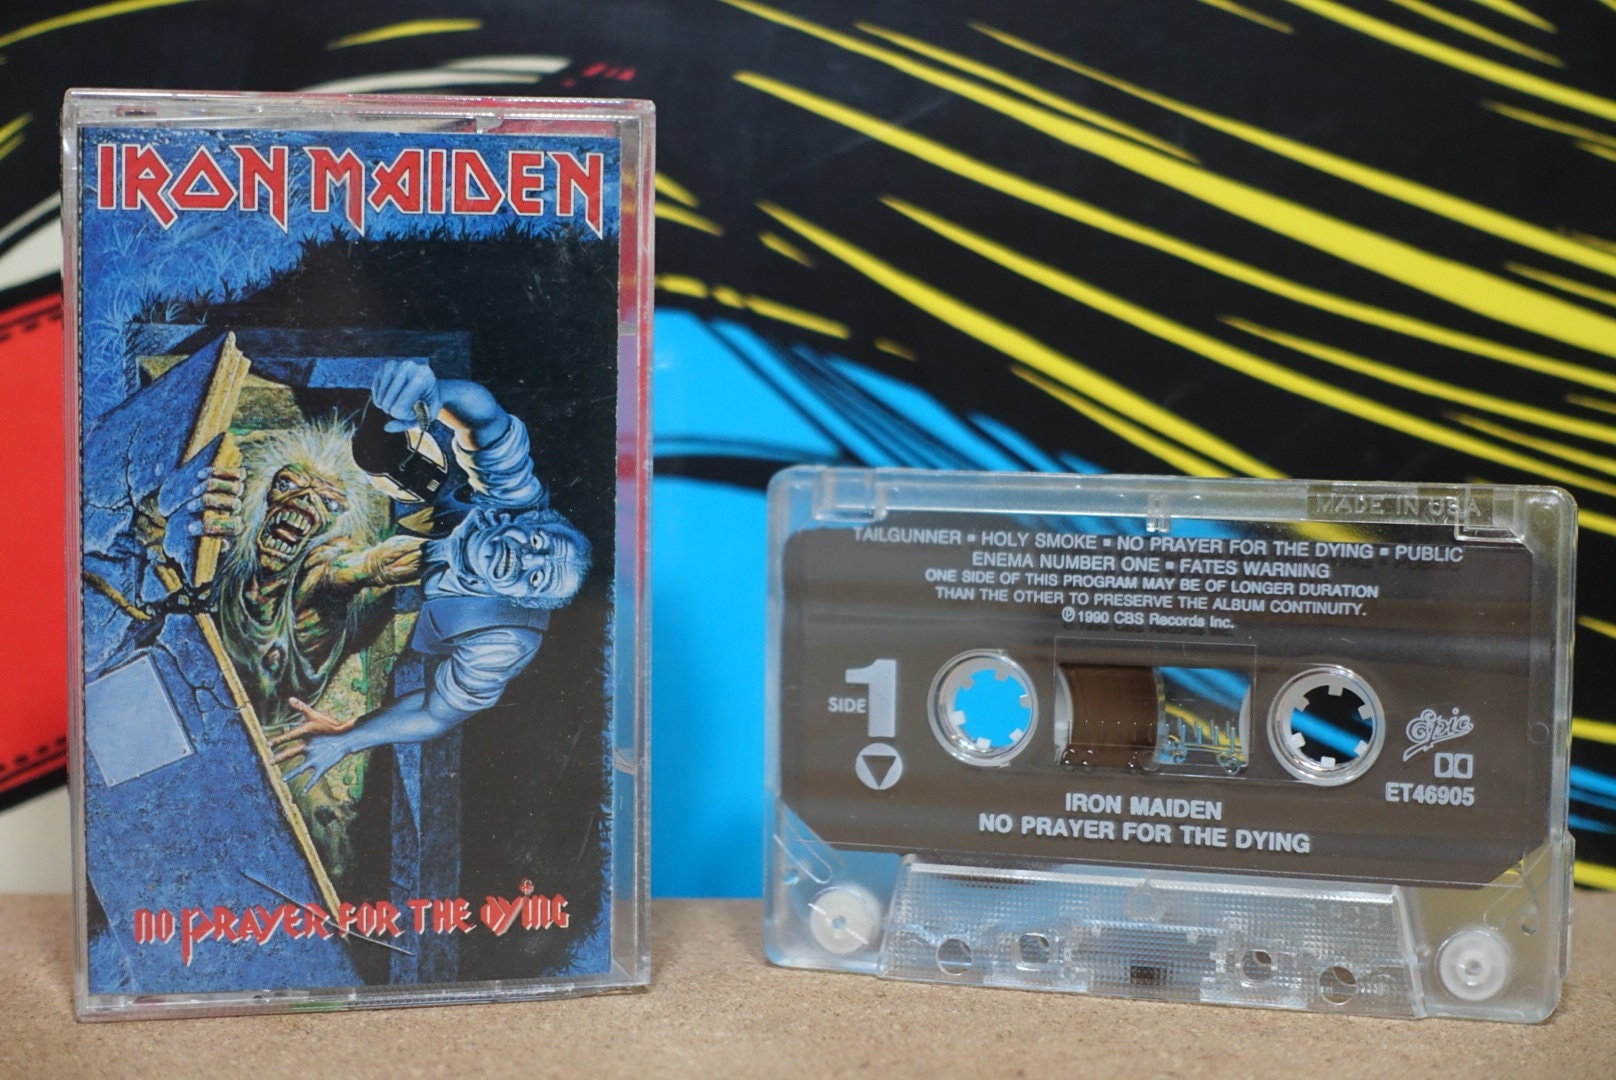 IRON MAIDEN
NO PRAYER FOR THE DYING
MADE IN USA
TAILGUNNER ▪ HOLY SMOKE ▪ NO PRAYER FOR THE DYING ▪ PUBLIC
ENEMA NUMBER ONE ▪ FATES WARNING
ONE SIDE OF THIS PROGRAM MAY BE OF LONGER DURATION
THAN THE OTHER TO PRESERVE THE ALBUM CONTINUITY.
℗ 1990 CBS Records Inc.
SIDE 1
Epic
ET46905
IRON MAIDEN
NO PRAYER FOR THE DYING